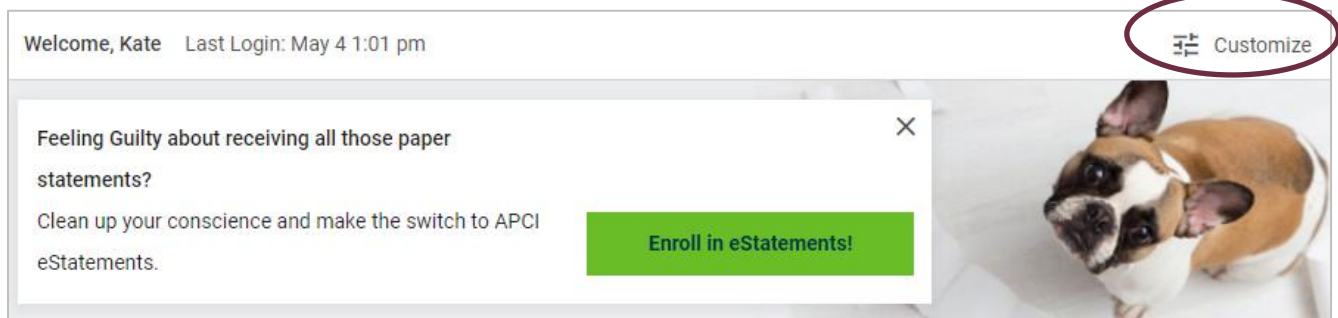 Welcome, Kate Last Login: May 4 1:01 pm
Customize
Feeling Guilty about receiving all those paper
statements?
Clean up your conscience and make the switch to APCI
eStatements.
Enroll in eStatements!